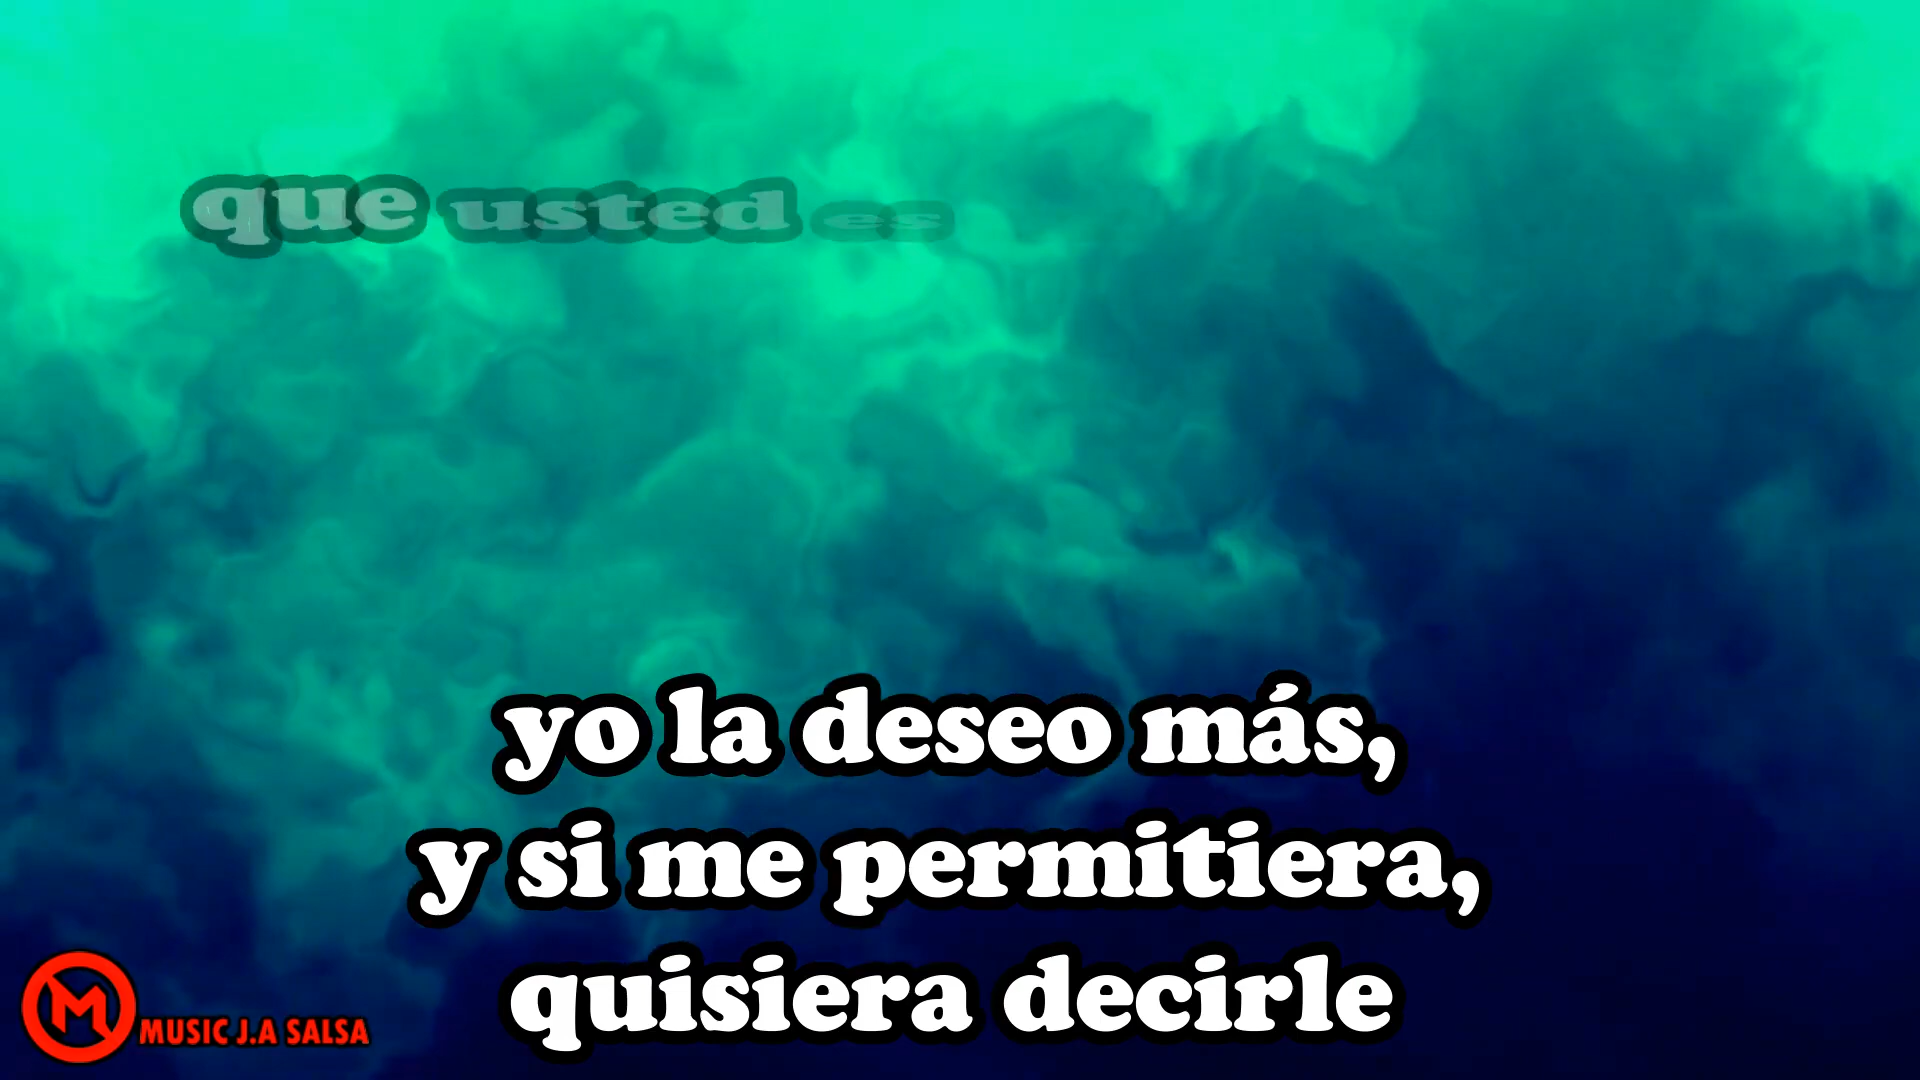 que usted es
yo la deseo más,
y si me permitiera,
quisiera decirle
MUSIC J.A SALSA